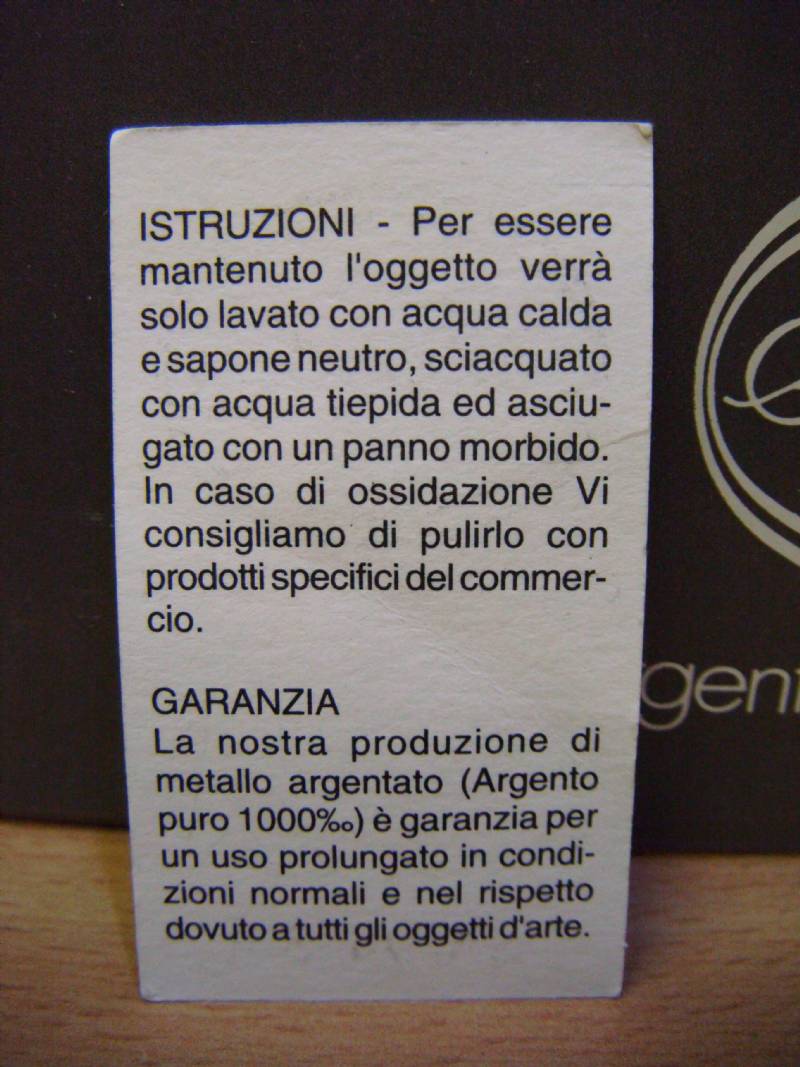 ISTRUZIONI - Per essere
mantenuto l'oggetto verrà
solo lavato con acqua calda
e sapone neutro, sciacquato
con acqua tiepida ed asciu-
gato con un panno morbido.
In caso di ossidazione Vi
consigliamo di pulirlo con
prodotti specifici del commer-
cio.
GARANZIA
La nostra produzione di
metallo argentato (Argento
puro 1000‰) è garanzia per
un uso prolungato in condi-
zioni normali e nel rispetto
dovuto a tutti gli oggetti d'arte.